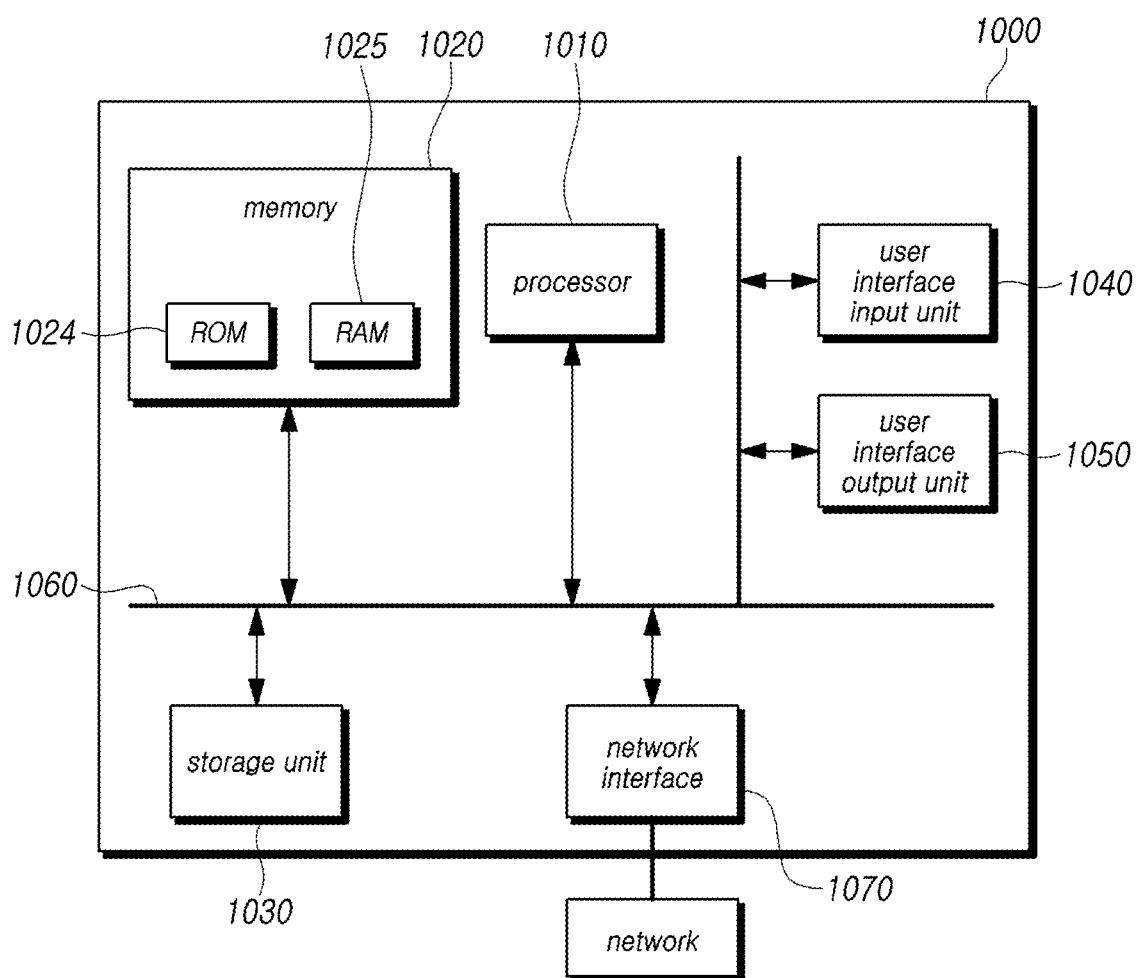 1025
1020
1010
1000
memory
1024
ROM
RAM
processor
user
interface
input unit
1040
user
interface
output unit
1050
1060
storage unit
network
interface
1030
1070
network